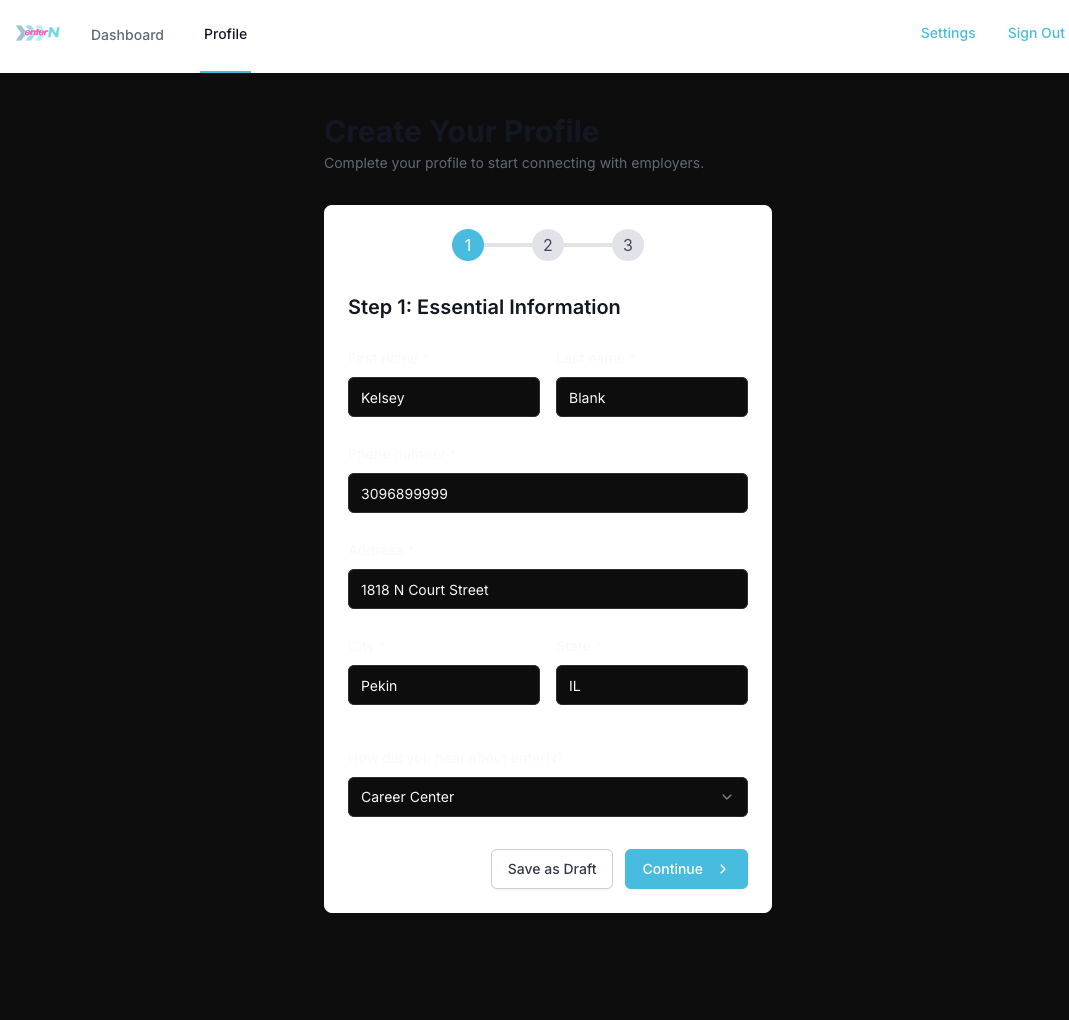 enterN
Dashboard
Profile
Settings
Sign Out
Create Your Profile
Complete your profile to start connecting with employers.
1 2 3
Step 1: Essential Information
First name * Last name *
Kelsey Blank
Phone number *
3096899999
Address *
1818 N Court Street
City * State *
Pekin IL
How did you hear about enterN?
Career Center
Save as Draft Continue